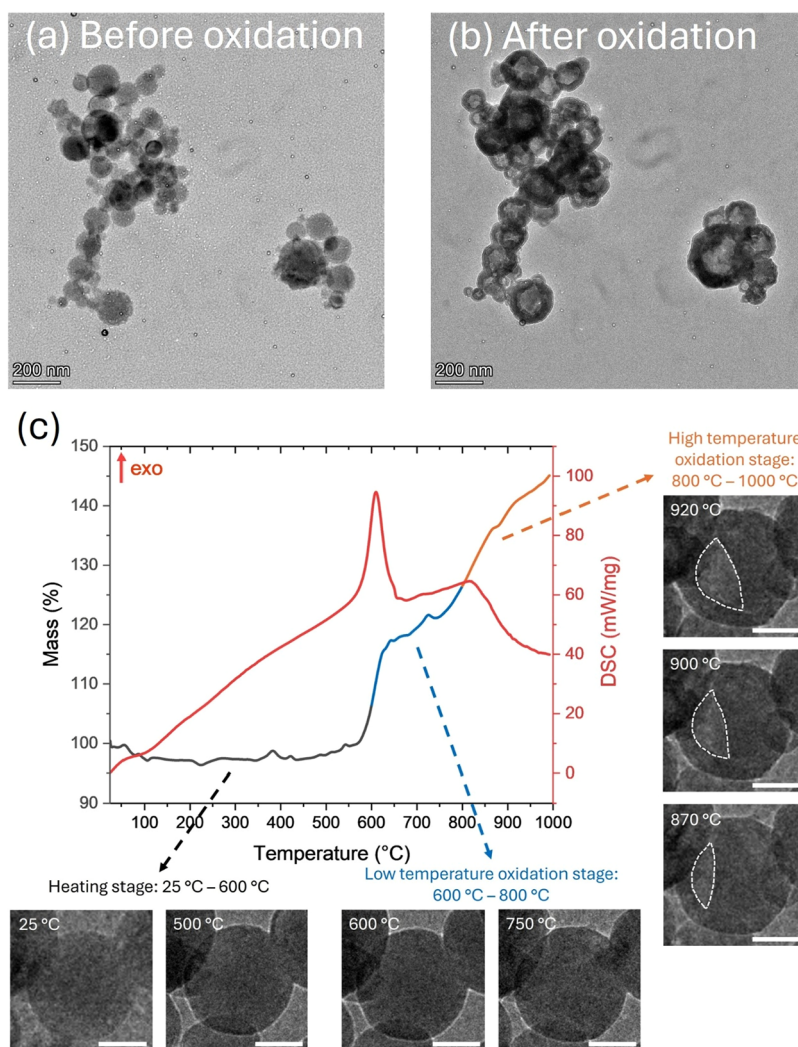 (a) Before oxidation
200 nm
(b) After oxidation
200 nm
(c)
exo
Mass (%)
150
140
130
120
110
100
90
100 200 300 400 500 600 700 800 900 1000
Temperature (°C)
100
80
60
40
20
0
DSC (mW/mg)
High temperature
oxidation stage:
800 °C – 1000 °C
920 °C
900 °C
870 °C
Heating stage: 25 °C – 600 °C
Low temperature oxidation stage:
600 °C – 800 °C
25 °C
500 °C
600 °C
750 °C